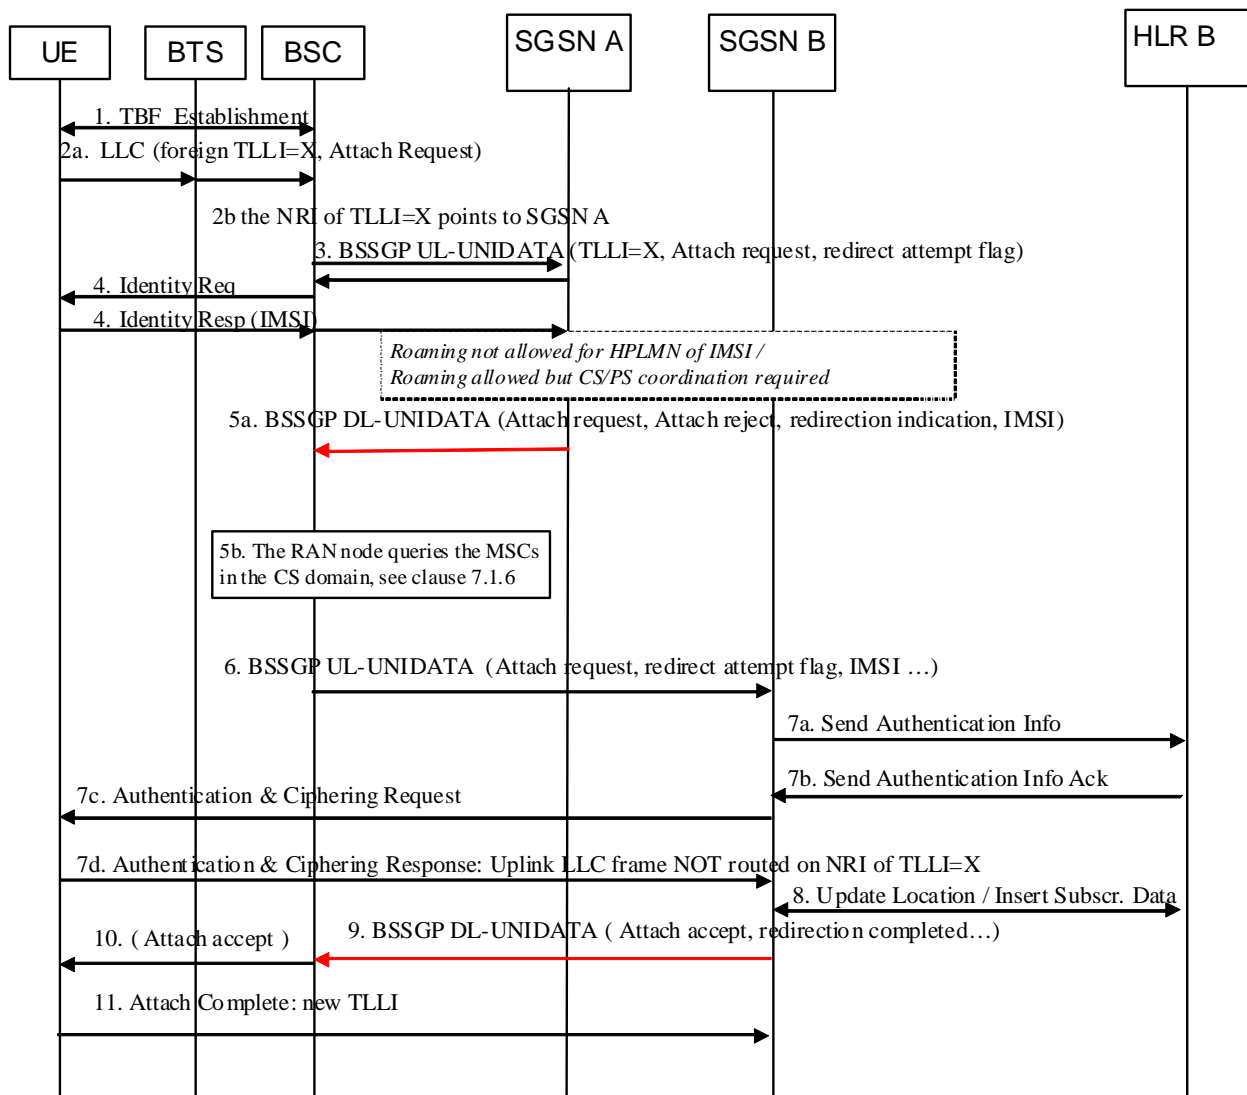 UE
BTS
BSC
SGSN A
SGSN B
HLR B
1. TBF Establishment
2a. LLC (foreign TLLI=X, Attach Request)
2b the NRI of TLLI=X points to SGSN A
3. BSSGP UL-UNIDATA (TLLI=X, Attach request, redirect attempt flag)
4. Identity Req
4. Identity Resp (IMSI)
Roaming not allowed for HPLMN of IMSI /
Roaming allowed but CS/PS coordination required
5a. BSSGP DL-UNIDATA (Attach request, Attach reject, redirection indication, IMSI)
5b. The RAN node queries the MSCs
in the CS domain, see clause 7.1.6
6. BSSGP UL-UNIDATA (Attach request, redirect attempt flag, IMSI …)
7a. Send Authentication Info
7b. Send Authentication Info Ack
7c. Authentication & Ciphering Request
7d. Authentication & Ciphering Response: Uplink LLC frame NOT routed on NRI of TLLI=X
8. Update Location / Insert Subscr. Data
9. BSSGP DL-UNIDATA ( Attach accept, redirection completed…)
10. ( Attach accept )
11. Attach Complete: new TLLI